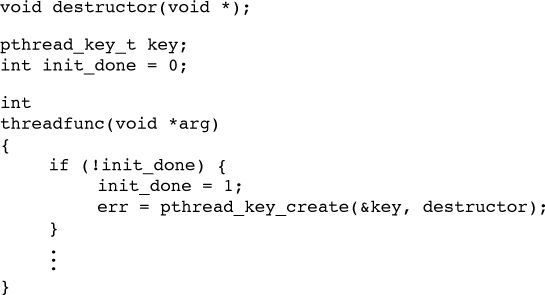 void destructor(void *);
pthread_key_t key;
int init_done = 0;
int
threadfunc(void *arg)
{
if (!init_done) {
init_done = 1;
err = pthread_key_create(&key, destructor);
}
⋮
}